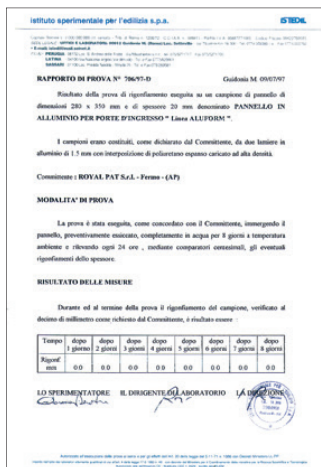 istituto sperimentale per l'edilizia s.p.a.
ISTEDIL
RAPPORTO DI PROVA N° 706/97-D
Guidonia M. 09/07/97
Risultato della prova di rigonfiamento eseguita su un campione di pannello di
dimensioni 280 x 350 mm e di spessore 20 mm denominato PANNELLO IN
ALLUMINIO PER PORTE D'INGRESSO " Linea ALUFORM ".
I campioni erano costituiti, come dichiarato dal Committente, da due lamiere in
alluminio di 1.5 mm con interposizione di poliuretano espanso caricato ad alta densità.
Committente : ROYAL PAT S.r.l. - Fermo - (AP)
MODALITA' DI PROVA
La prova è stata eseguita, come concordato con il Committente, immergendo il
pannello, preventivamente essiccato, completamente in acqua per 8 giorni a temperatura
ambiente e rilevando ogni 24 ore , mediante comparatori centesimali, gli eventuali
rigonfiamenti dello spessore.
RISULTATO DELLE MISURE
Durante ed al termine della prova il rigonfiamento del campione, verificato al
decimo di millimetro come richiesto dal Committente, è risultato essere
Tempo dopo 1 giorno dopo 2 giorni dopo 3 giorni dopo 4 giorni dopo 5 giorni dopo 6 giorni dopo 7 giorni dopo 8 giorni
Rigonf. mm 0.0 0.0 0.0 0.0 0.0 0.0 0.0 0.0
LO SPERIMENTATORE IL DIRIGENTE DI LABORATORIO LA DIREZIONE